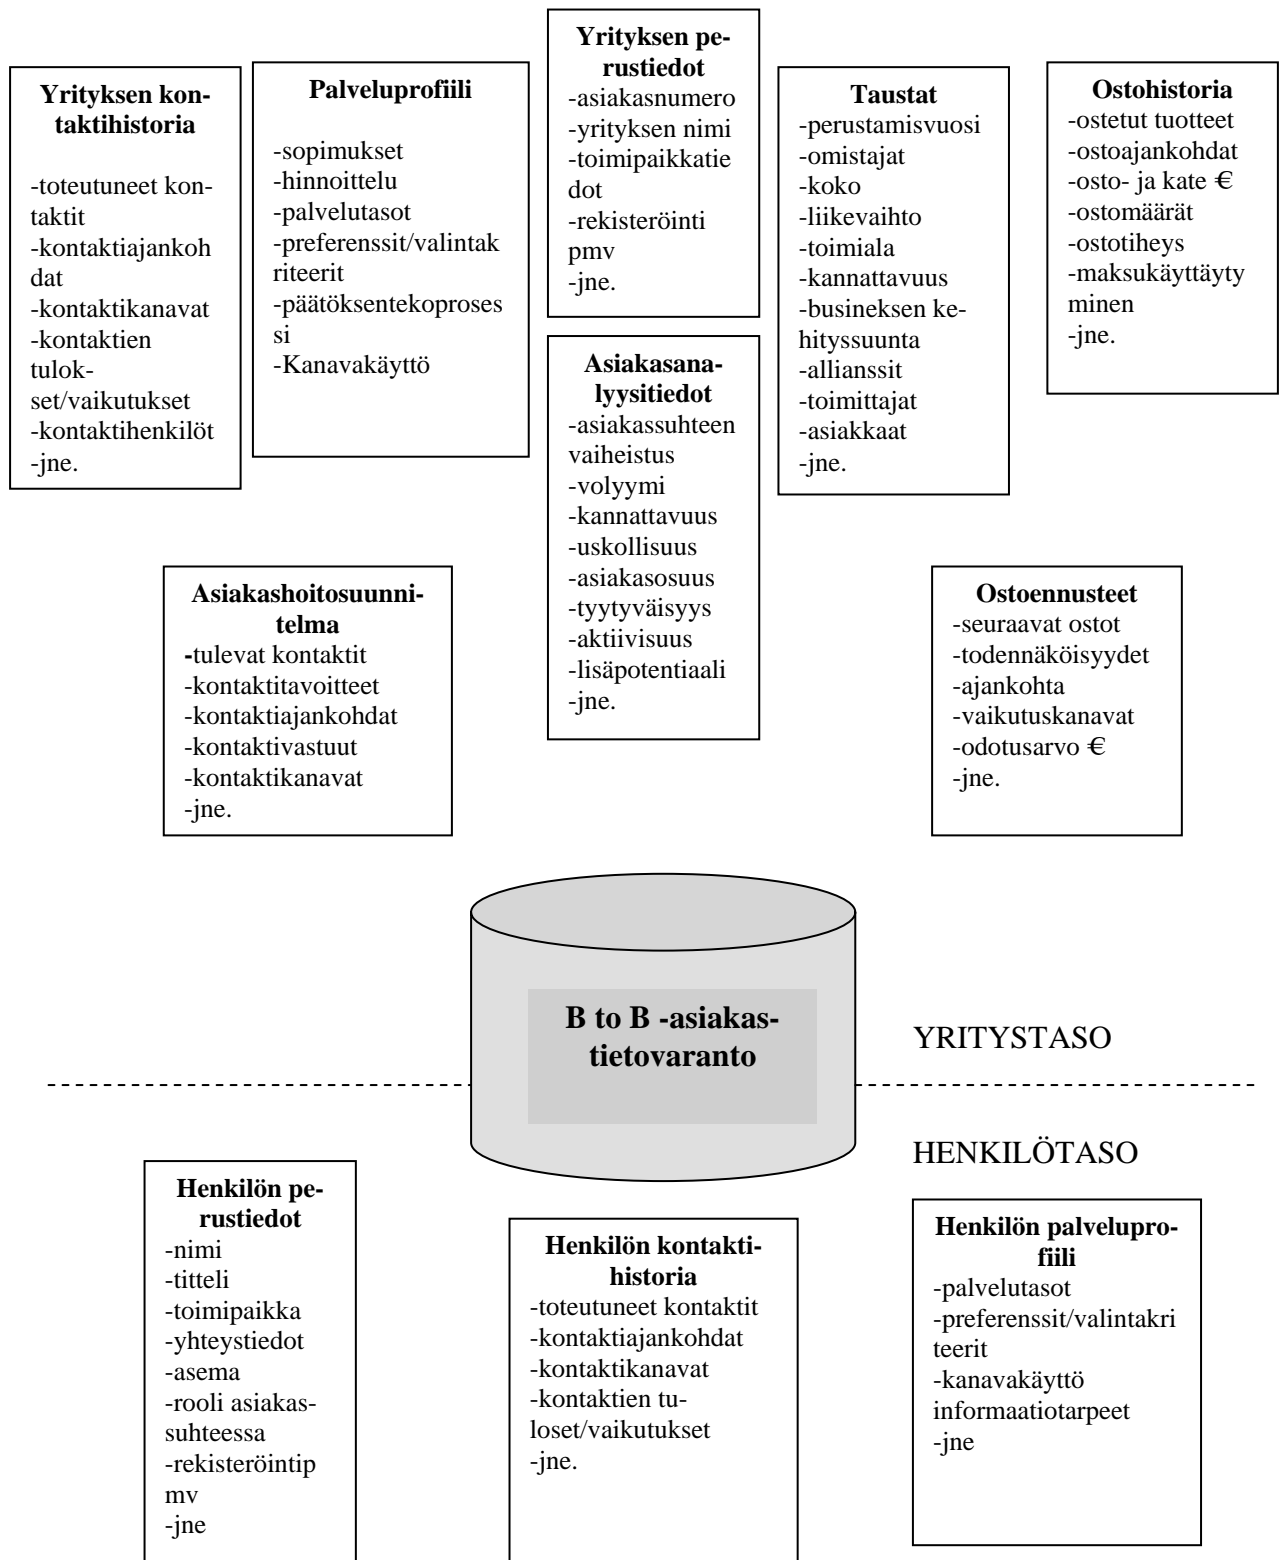 Yrityksen kon-
taktihistoria
-toteutuneet kon-
taktit
-kontaktiajankoh
dat
-kontaktikanavat
-kontaktien
tulok-
set/vaikutukset
-kontaktihenkilöt
-jne.
Palveluprofiili
-sopimukset
-hinnoittelu
-palvelutasot
-preferenssit/valintak
riteerit
-päätöksentekoproses
si
-Kanavakäyttö
Yrityksen pe-
rustiedot
-asiakasnumero
-yrityksen nimi
-toimipaikkatie
dot
-rekisteröinti
pmv
-jne.
Taustat
-perustamisvuosi
-omistajat
-koko
-liikevaihto
-toimiala
-kannattavuus
-busineksen ke-
hityssuunta
-allianssit
-toimittajat
-asiakkaat
-jne.
Ostohistoria
-ostetut tuotteet
-ostoajankohdat
-osto- ja kate €
-ostomäärät
-ostotiheys
-maksukäyttäyty
minen
-jne.
Asiakasana-
lyysitiedot
-asiakassuhteen
vaiheistus
-volyymi
-kannattavuus
-uskollisuus
-asiakasosuus
-tyytyväisyys
-aktiivisuus
-lisäpotentiaali
-jne.
Asiakashoitosuunni-
telma
-tulevat kontaktit
-kontaktitavoitteet
-kontaktiajankohdat
-kontaktivastuut
-kontaktikanavat
-jne.
Ostoennusteet
-seuraavat ostot
-todennäköisyydet
-ajankohta
-vaikutuskanavat
-odotusarvo €
-jne.
B to B -asiakas-
tietovaranto
YRITYSTASO
HENKILÖTASO
Henkilön pe-
rustiedot
-nimi
-titteli
-toimipaikka
-yhteystiedot
-asema
-rooli asiakas-
suhteessa
-rekisteröintip
mv
-jne
Henkilön kontakti-
historia
-toteutuneet kontaktit
-kontaktiajankohdat
-kontaktikanavat
-kontaktien tu-
loset/vaikutukset
-jne.
Henkilön palvelupro-
fiili
-palvelutasot
-preferenssit/valintakri
teerit
-kanavakäyttö
informaatiotarpeet
-jne